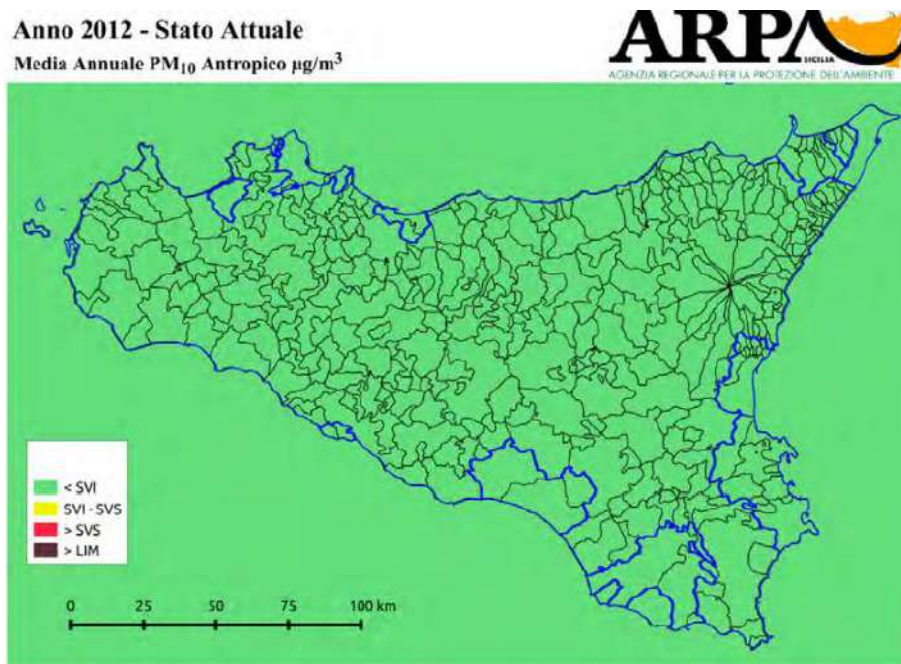 Anno 2012 - Stato Attuale
Media Annuale PM10 Antropico µg/m³
ARPA
SICILIA
AGENZIA REGIONALE PER LA PROTEZIONE DELL'AMBIENTE
< SVI
SVI - SVS
> SVS
> LIM
0 25 50 75 100 km